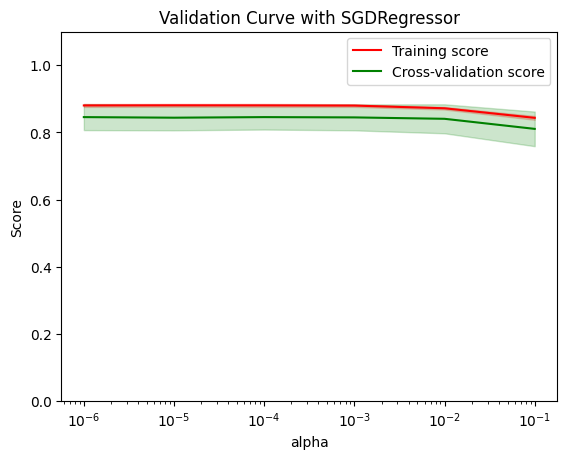 Validation Curve with SGDRegressor
Training score
Cross-validation score
1.0
0.8
0.6
0.4
0.2
0.0
Score
10⁻⁶ 10⁻⁵ 10⁻⁴ 10⁻³ 10⁻² 10⁻¹
alpha